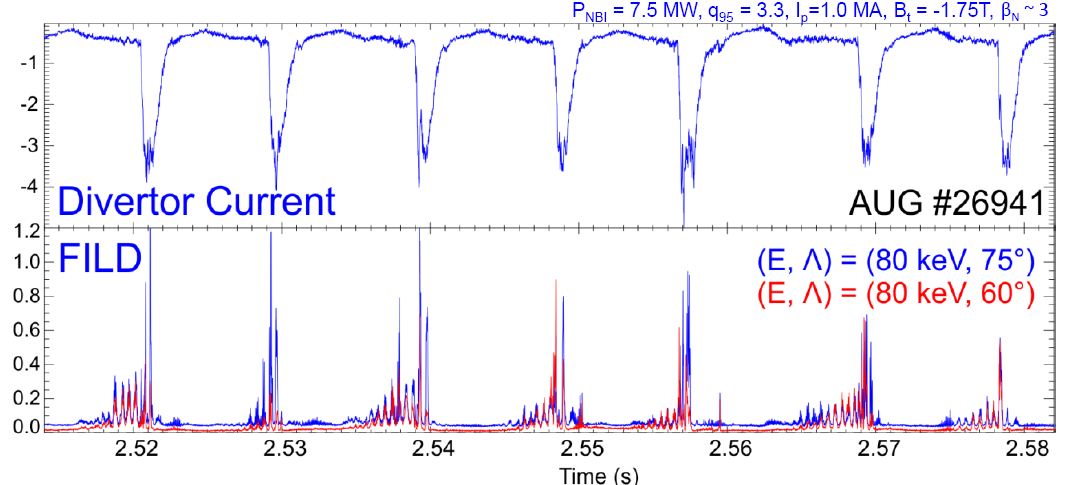 P_NBI = 7.5 MW, q_95 = 3.3, I_p=1.0 MA, B_t = -1.75T, β_N ~ 3
-1
-2
-3
-4
Divertor Current
AUG #26941
1.2
1.0
0.8
0.6
0.4
0.2
0.0
FILD
(E, Λ) = (80 keV, 75°)
(E, Λ) = (80 keV, 60°)
2.52 2.53 2.54 2.55 2.56 2.57 2.58
Time (s)